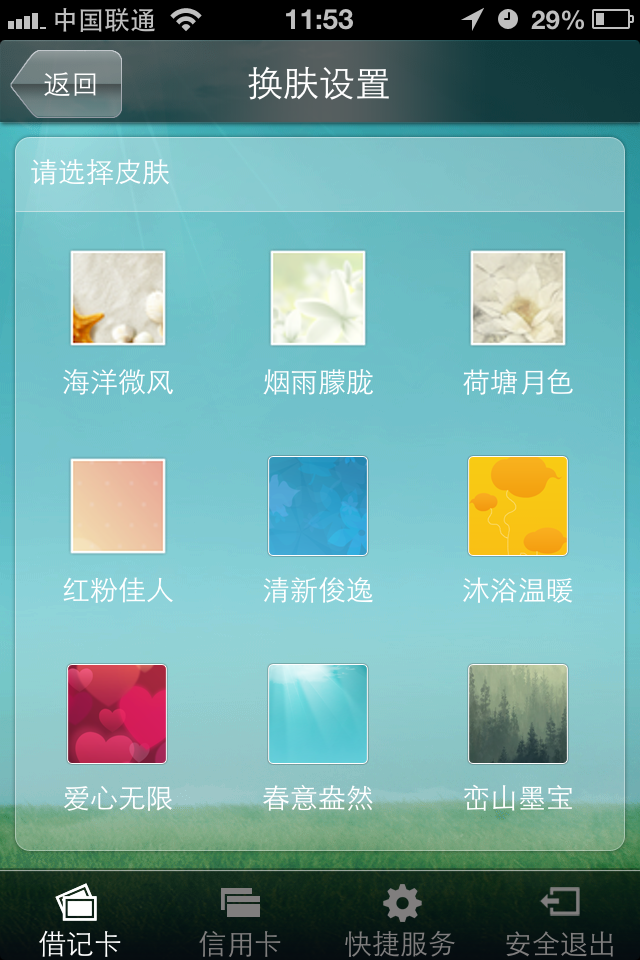 中国联通 11:53 29%
返回 换肤设置
请选择皮肤
海洋微风 烟雨朦胧 荷塘月色
红粉佳人 清新俊逸 沐浴温暖
爱心无限 春意盎然 峦山墨宝
借记卡 信用卡 快捷服务 安全退出